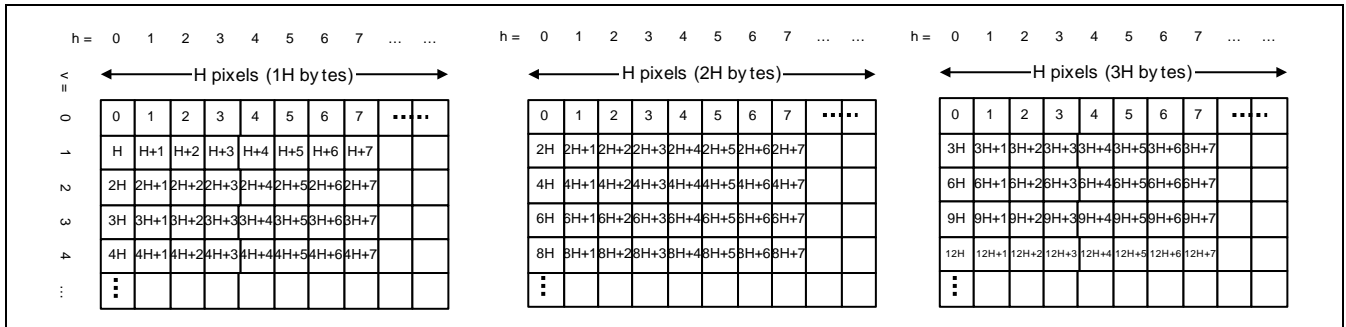 h = 0 1 2 3 4 5 6 7 ... ... h = 0 1 2 3 4 5 6 7 ... ... h = 0 1 2 3 4 5 6 7 ... ...
v = H pixels (1H bytes) H pixels (2H bytes) H pixels (3H bytes)
0 0 1 2 3 4 5 6 7 ..... 0 1 2 3 4 5 6 7 ..... 0 1 2 3 4 5 6 7 .....
1 H H+1 H+2 H+3 H+4 H+5 H+6 H+7 2H 2H+1 2H+2 2H+3 2H+4 2H+5 2H+6 2H+7 3H 3H+1 3H+2 3H+3 3H+4 3H+5 3H+6 3H+7
2 2H 2H+1 2H+2 2H+3 2H+4 2H+5 2H+6 2H+7 4H 4H+1 4H+2 4H+3 4H+4 4H+5 4H+6 4H+7 6H 6H+1 6H+2 6H+3 6H+4 6H+5 6H+6 6H+7
3 3H 3H+1 3H+2 3H+3 3H+4 3H+5 3H+6 3H+7 6H 6H+1 6H+2 6H+3 6H+4 6H+5 6H+6 6H+7 9H 9H+1 9H+2 9H+3 9H+4 9H+5 9H+6 9H+7
4 4H 4H+1 4H+2 4H+3 4H+4 4H+5 4H+6 4H+7 8H 8H+1 8H+2 8H+3 8H+4 8H+5 8H+6 8H+7 12H 12H+1 12H+2 12H+3 12H+4 12H+5 12H+6 12H+7
... ⋮ ⋮ ⋮